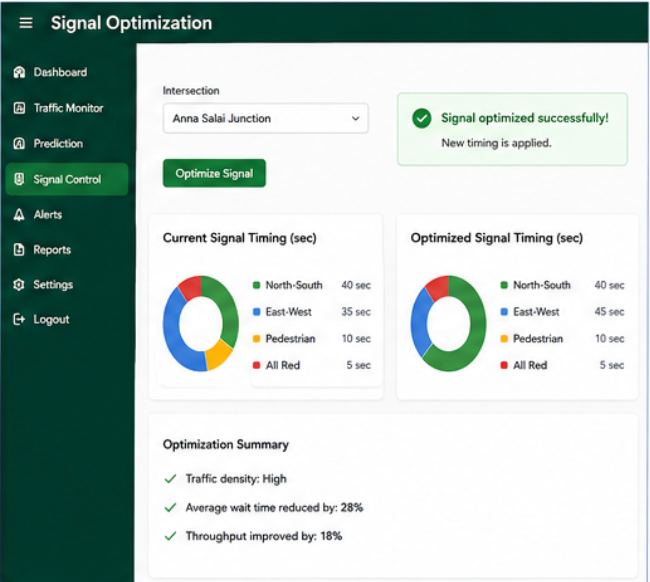 Signal Optimization
Dashboard
Traffic Monitor
Prediction
Signal Control
Alerts
Reports
Settings
Logout
Intersection
Anna Salai Junction
Optimize Signal
Signal optimized successfully!
New timing is applied.
Current Signal Timing (sec)
North-South 40 sec
East-West 35 sec
Pedestrian 10 sec
All Red 5 sec
Optimized Signal Timing (sec)
North-South 40 sec
East-West 45 sec
Pedestrian 10 sec
All Red 5 sec
Optimization Summary
Traffic density: High
Average wait time reduced by: 28%
Throughput improved by: 18%